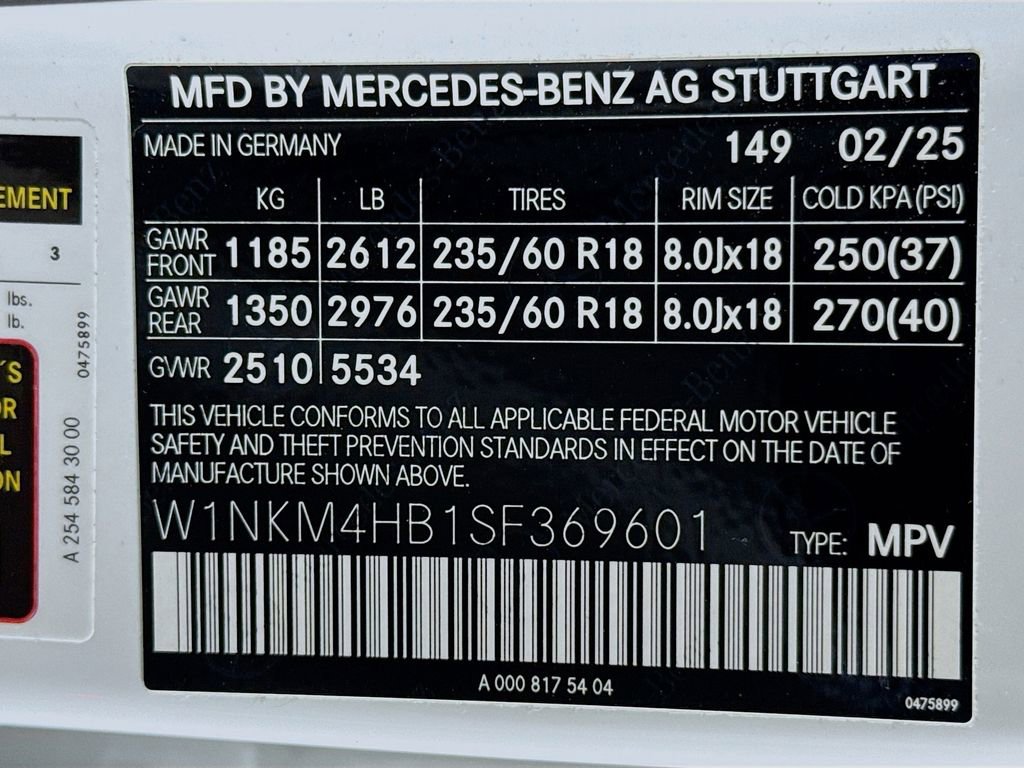 MFD BY MERCEDES-BENZ AG STUTTGART
MADE IN GERMANY 149 02/25
KG LB TIRES RIM SIZE COLD KPA(PSI)
GAWR FRONT 1185 2612 235/60 R18 8.0Jx18 250(37)
GAWR REAR 1350 2976 235/60 R18 8.0Jx18 270(40)
GVWR 2510 5534
THIS VEHICLE CONFORMS TO ALL APPLICABLE FEDERAL MOTOR VEHICLE
SAFETY AND THEFT PREVENTION STANDARDS IN EFFECT ON THE DATE OF
MANUFACTURE SHOWN ABOVE.
W1NKM4HB1SF369601 TYPE: MPV
A 000 817 54 04
0475899
EMENT
3
lbs.
lb.
0475899
'S
R
L
ON
A 254 584 30 00